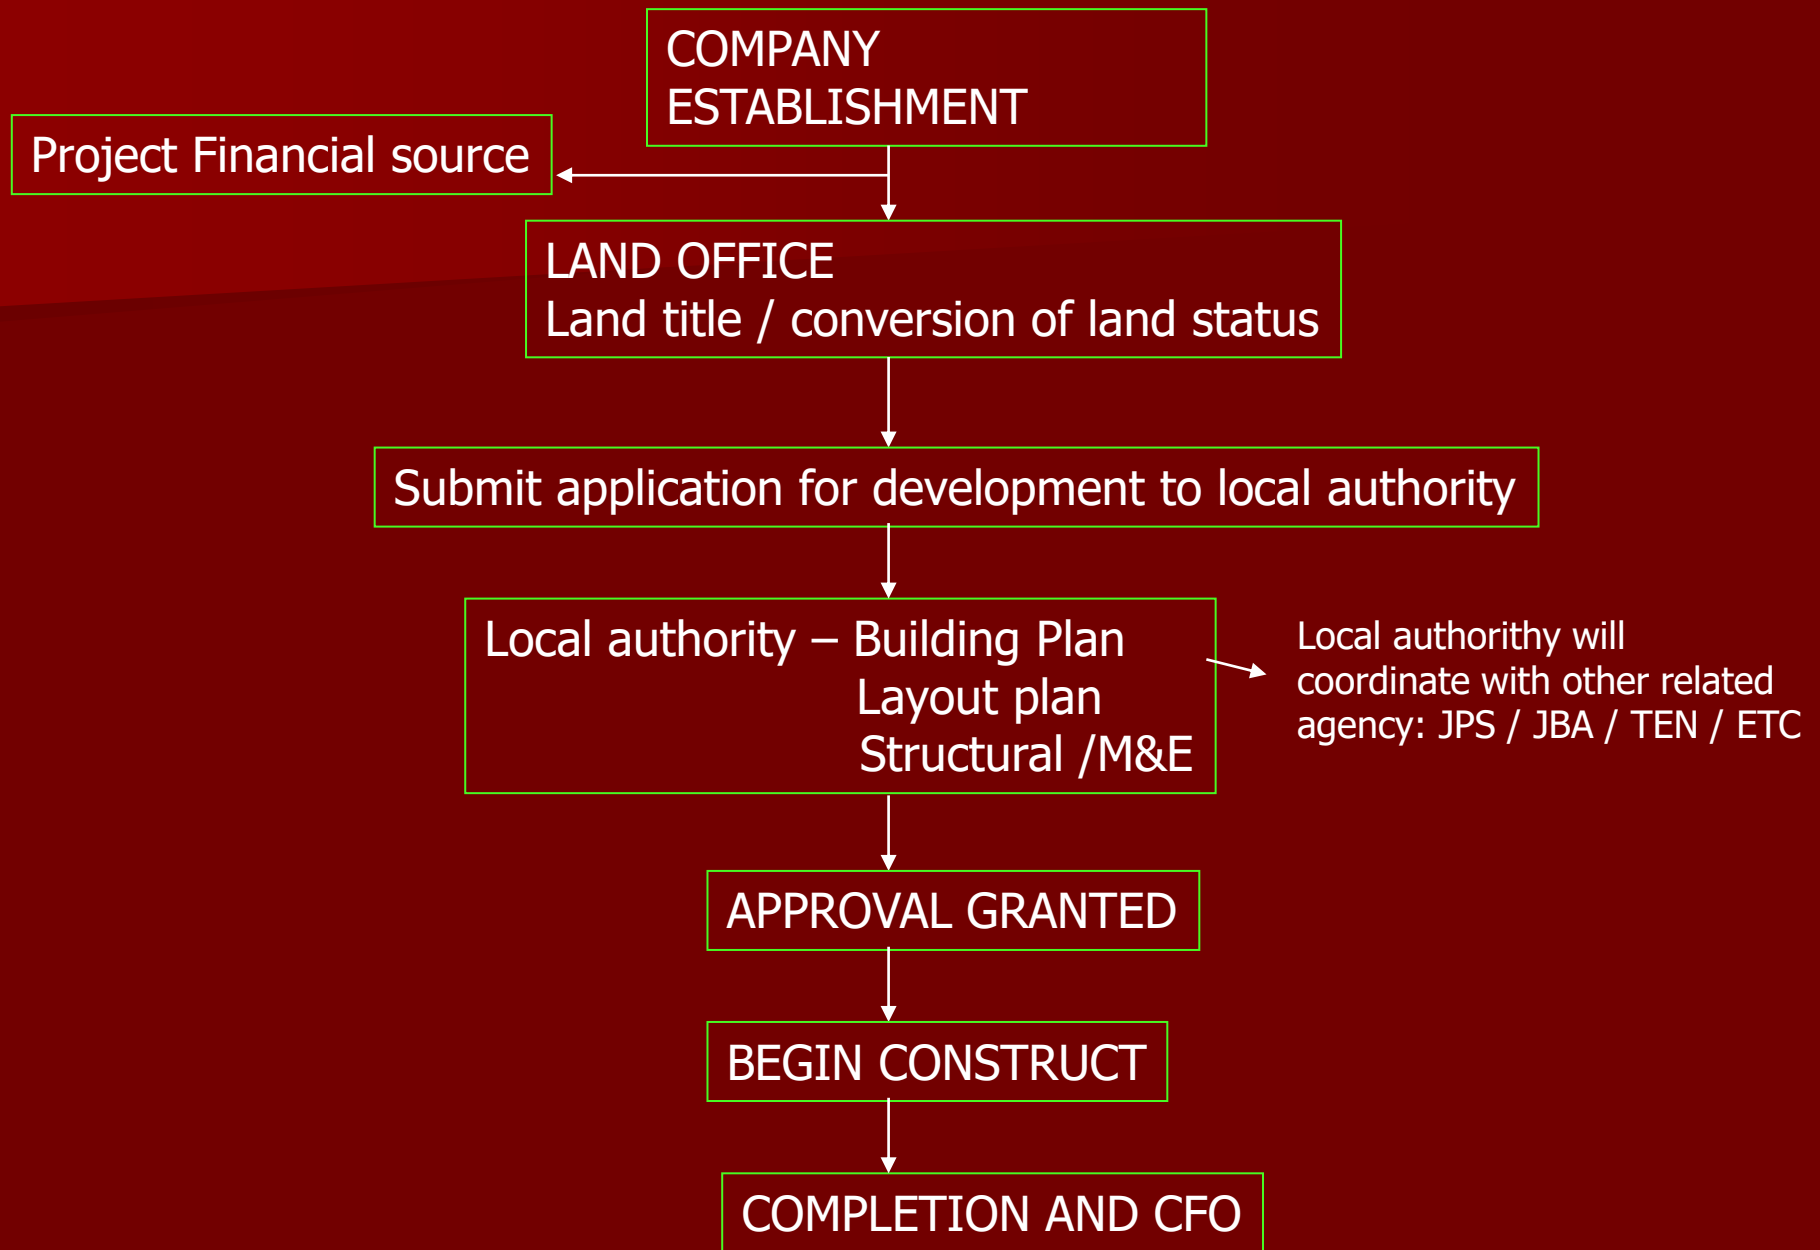 COMPANY
ESTABLISHMENT
Project Financial source
LAND OFFICE
Land title / conversion of land status
Submit application for development to local authority
Local authority – Building Plan
Layout plan
Structural /M&E
Local authorithy will
coordinate with other related
agency: JPS / JBA / TEN / ETC
APPROVAL GRANTED
BEGIN CONSTRUCT
COMPLETION AND CFO